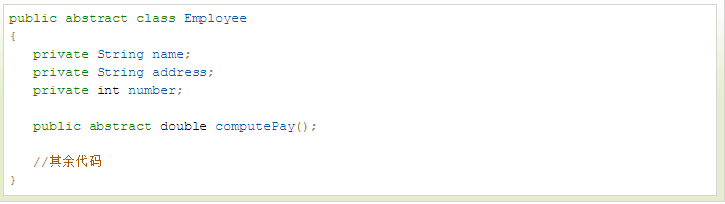 public abstract class Employee
{
private String name;
private String address;
private int number;
public abstract double computePay();
//其余代码
}